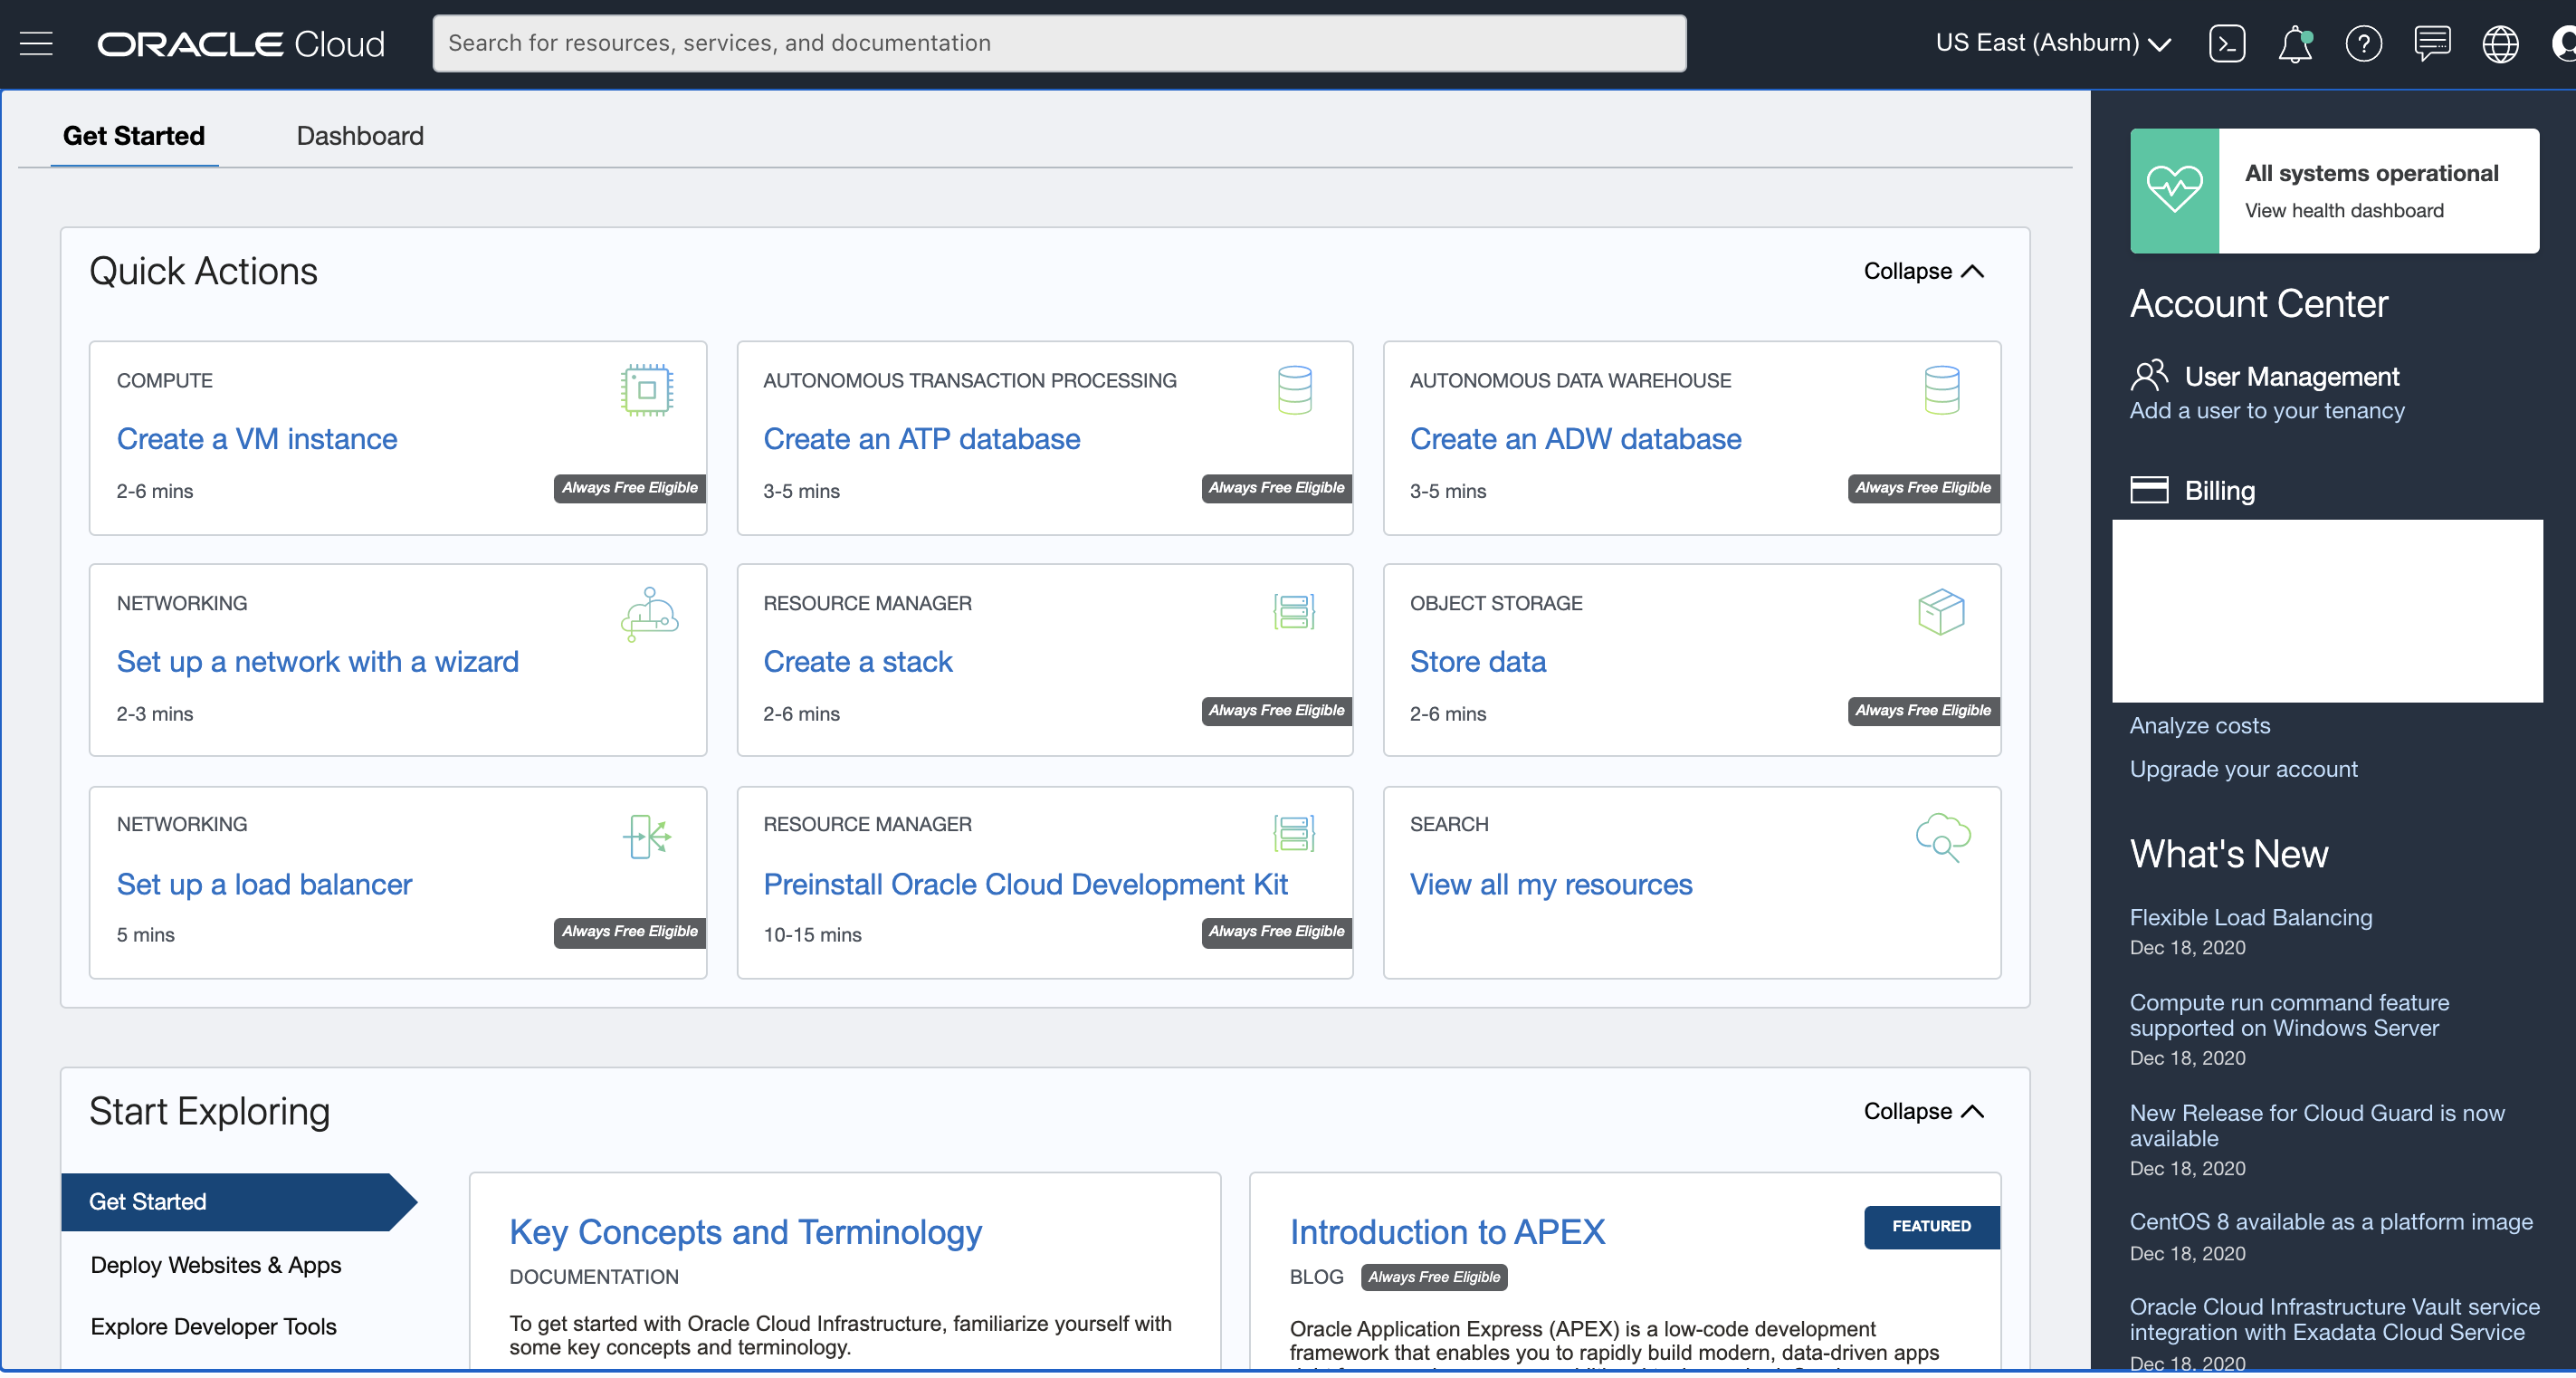 ORACLE Cloud
Search for resources, services, and documentation
US East (Ashburn)
Get Started
Dashboard
Quick Actions
Collapse
COMPUTE
Create a VM instance
2-6 mins
Always Free Eligible
AUTONOMOUS TRANSACTION PROCESSING
Create an ATP database
3-5 mins
Always Free Eligible
AUTONOMOUS DATA WAREHOUSE
Create an ADW database
3-5 mins
Always Free Eligible
NETWORKING
Set up a network with a wizard
2-3 mins
RESOURCE MANAGER
Create a stack
2-6 mins
Always Free Eligible
OBJECT STORAGE
Store data
2-6 mins
Always Free Eligible
NETWORKING
Set up a load balancer
5 mins
Always Free Eligible
RESOURCE MANAGER
Preinstall Oracle Cloud Development Kit
10-15 mins
Always Free Eligible
SEARCH
View all my resources
Start Exploring
Collapse
Get Started
Deploy Websites & Apps
Explore Developer Tools
Key Concepts and Terminology
DOCUMENTATION
To get started with Oracle Cloud Infrastructure, familiarize yourself with
some key concepts and terminology.
Introduction to APEX
FEATURED
BLOG
Always Free Eligible
Oracle Application Express (APEX) is a low-code development
framework that enables you to rapidly build modern, data-driven apps
All systems operational
View health dashboard
Account Center
User Management
Add a user to your tenancy
Billing
Analyze costs
Upgrade your account
What's New
Flexible Load Balancing
Dec 18, 2020
Compute run command feature
supported on Windows Server
Dec 18, 2020
New Release for Cloud Guard is now
available
Dec 18, 2020
CentOS 8 available as a platform image
Dec 18, 2020
Oracle Cloud Infrastructure Vault service
integration with Exadata Cloud Service
Dec 18, 2020